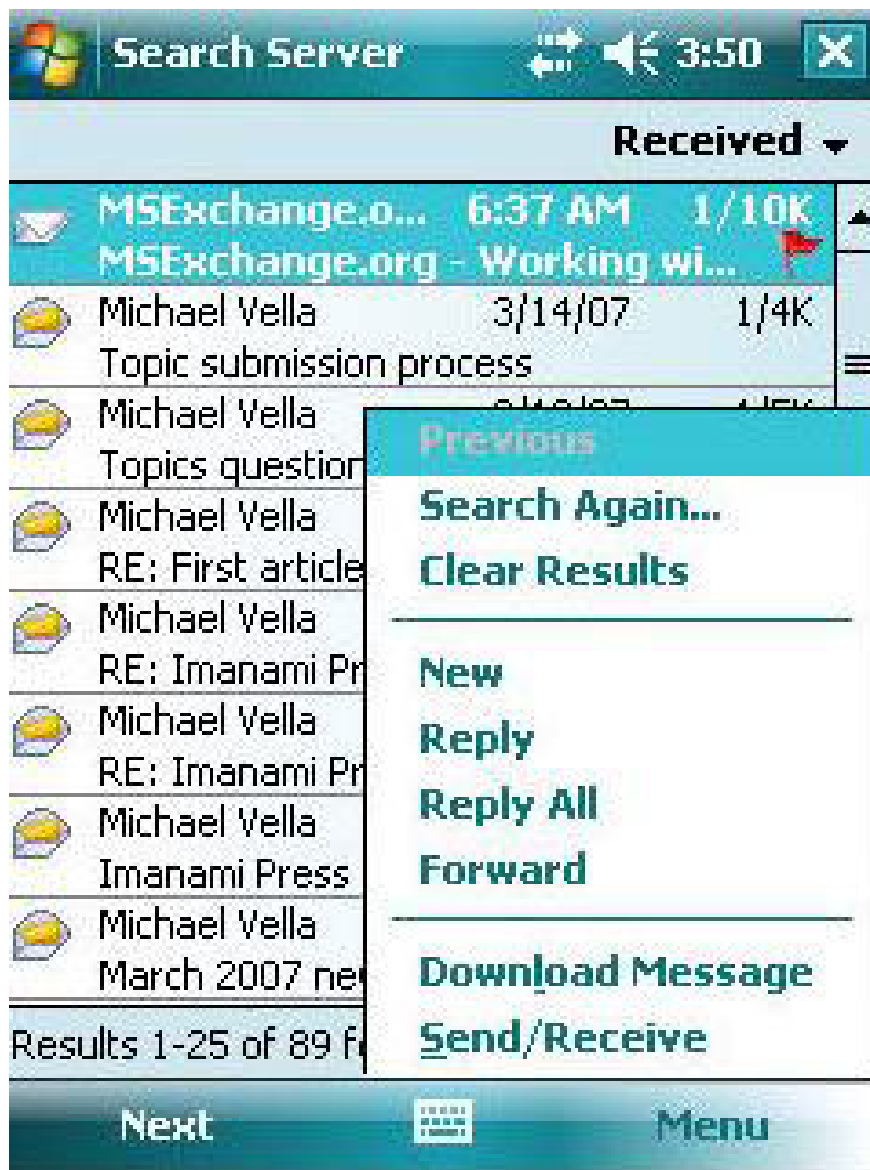 Search Server 3:50
Received
MSExchange.o... 6:37 AM 1/10K
MSExchange.org - Working wi...
Michael Vella 3/14/07 1/4K
Topic submission process
Michael Vella
Topics question
Michael Vella
RE: First article
Michael Vella
RE: Imanami Pr
Michael Vella
RE: Imanami Pr
Michael Vella
Imanami Press
Michael Vella
March 2007 ne
Results 1-25 of 89 f
Previous
Search Again...
Clear Results
New
Reply
Reply All
Forward
Download Message
Send/Receive
Next Menu